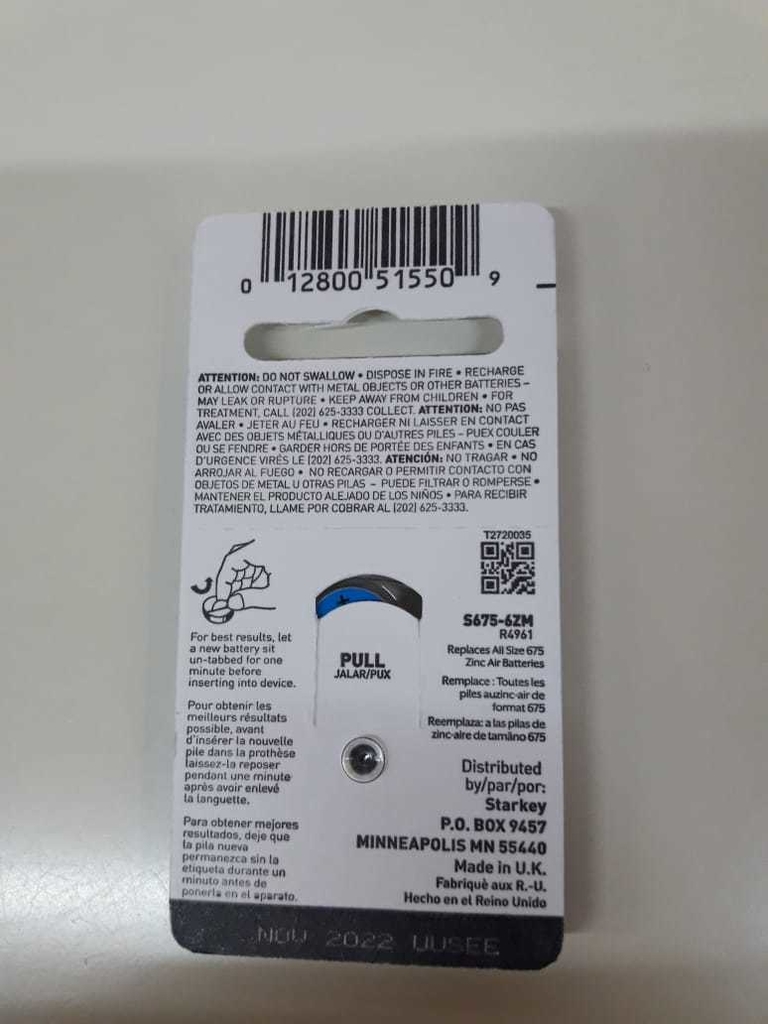 0 12800 51550 9
ATTENTION: DO NOT SWALLOW • DISPOSE IN FIRE • RECHARGE
OR ALLOW CONTACT WITH METAL OBJECTS OR OTHER BATTERIES –
MAY LEAK OR RUPTURE • KEEP AWAY FROM CHILDREN • FOR
TREATMENT, CALL (202) 625-3333 COLLECT. ATTENTION: NO PAS
AVALER • JETER AU FEU • RECHARGER NI LAISSER EN CONTACT
AVEC DES OBJETS MÉTALLIQUES OU D'AUTRES PILES – PUEX COULER
OU SE FENDRE • GARDER HORS DE PORTÉE DES ENFANTS • EN CAS
D'URGENCE VIRÉS LE (202) 625-3333. ATENCIÓN: NO TRAGAR • NO
ARROJAR AL FUEGO • NO RECARGAR O PERMITIR CONTACTO CON
OBJETOS DE METAL U OTRAS PILAS – PUEDE FILTRAR O ROMPERSE •
MANTENER EL PRODUCTO ALEJADO DE LOS NIÑOS • PARA RECIBIR
TRATAMIENTO, LLAME POR COBRAR AL (202) 625-3333.
T2720035
S675-6ZM
R4961
Replaces All Size 675
Zinc Air Batteries
Remplace : Toutes les
piles auzinc-air de
format 675
Reemplaza: a las pilas de
zinc-aire de tamãno 675
PULL
JALAR/PUX
For best results, let
a new battery sit
un-tabbed for one
minute before
inserting into device.
Pour obtenir les
meilleurs résultats
possible, avant
d'insérer la nouvelle
pile dans la prothèse
laissez-la reposer
pendant une minute
après avoir enlevé
la languette.
Para obtener mejores
resultados, deje que
la pila nueva
permanezca sin la
etiqueta durante un
minuto antes de
ponerla en el aparato.
Distributed
by/par/por:
Starkey
P.O. BOX 9457
MINNEAPOLIS MN 55440
Made in U.K.
Fabriquè aux R.-U.
Hecho en el Reino Unido
NOV 2022